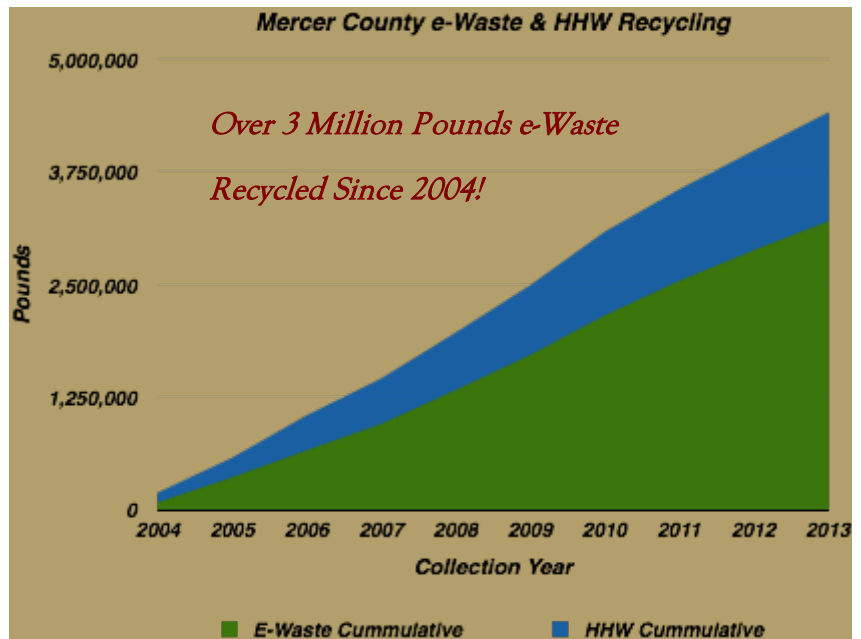 Mercer County e-Waste & HHW Recycling
5,000,000
Over 3 Million Pounds e-Waste
3,750,000
Recycled Since 2004!
Pounds
2,500,000
1,250,000
0
2004 2005 2006 2007 2008 2009 2010 2011 2012 2013
Collection Year
E-Waste Cummulative HHW Cummulative